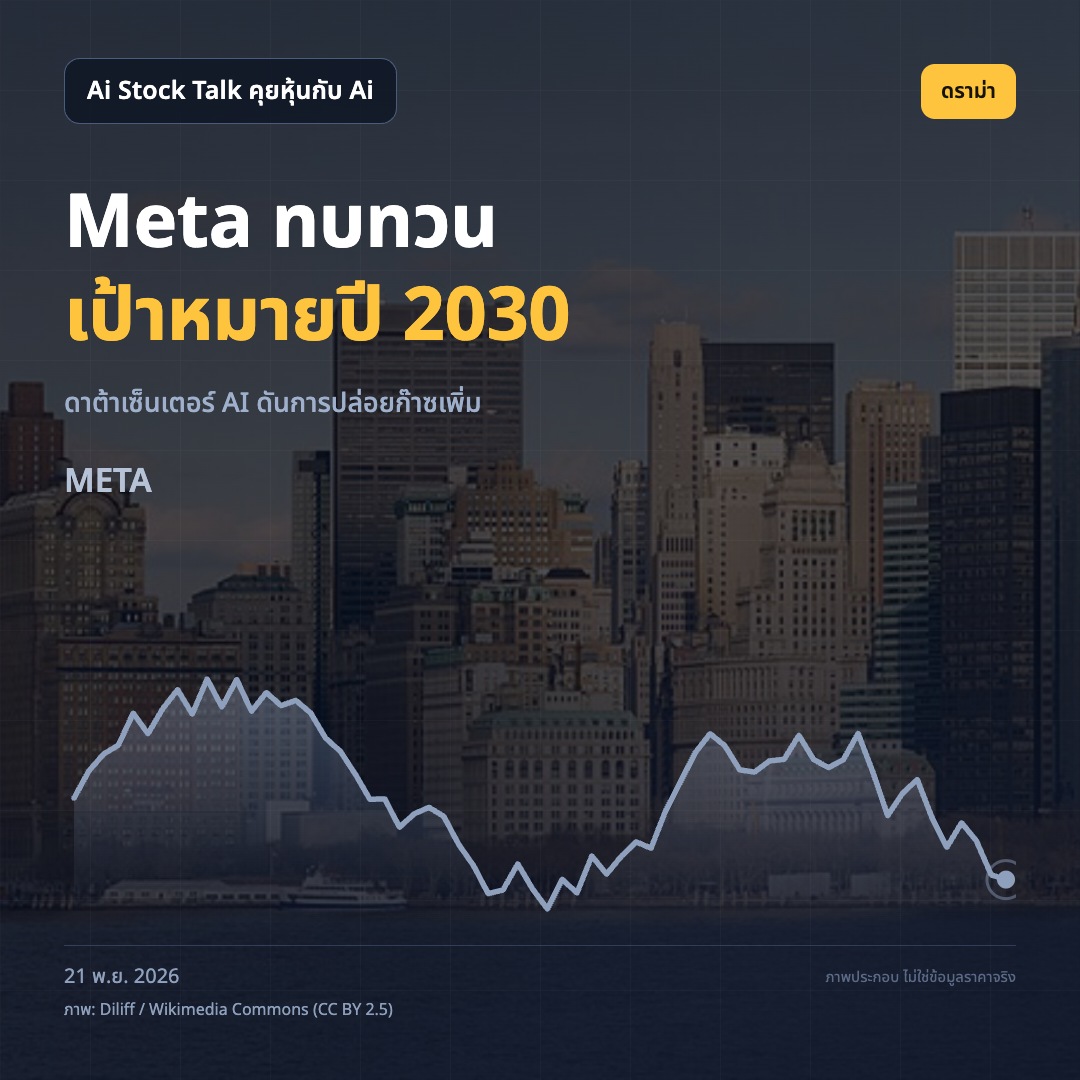 Ai Stock Talk คุยหุ้นกับ Ai
ดราม่า
Meta ทบทวน
เป้าหมายปี 2030
ดาต้าเซ็นเตอร์ AI ดันการปล่อยก๊าซเพิ่ม
META
21 พ.ย. 2026
ภาพประกอบ ไม่ใช่ข้อมูลราคาจริง
ภาพ: Diliff / Wikimedia Commons (CC BY 2.5)